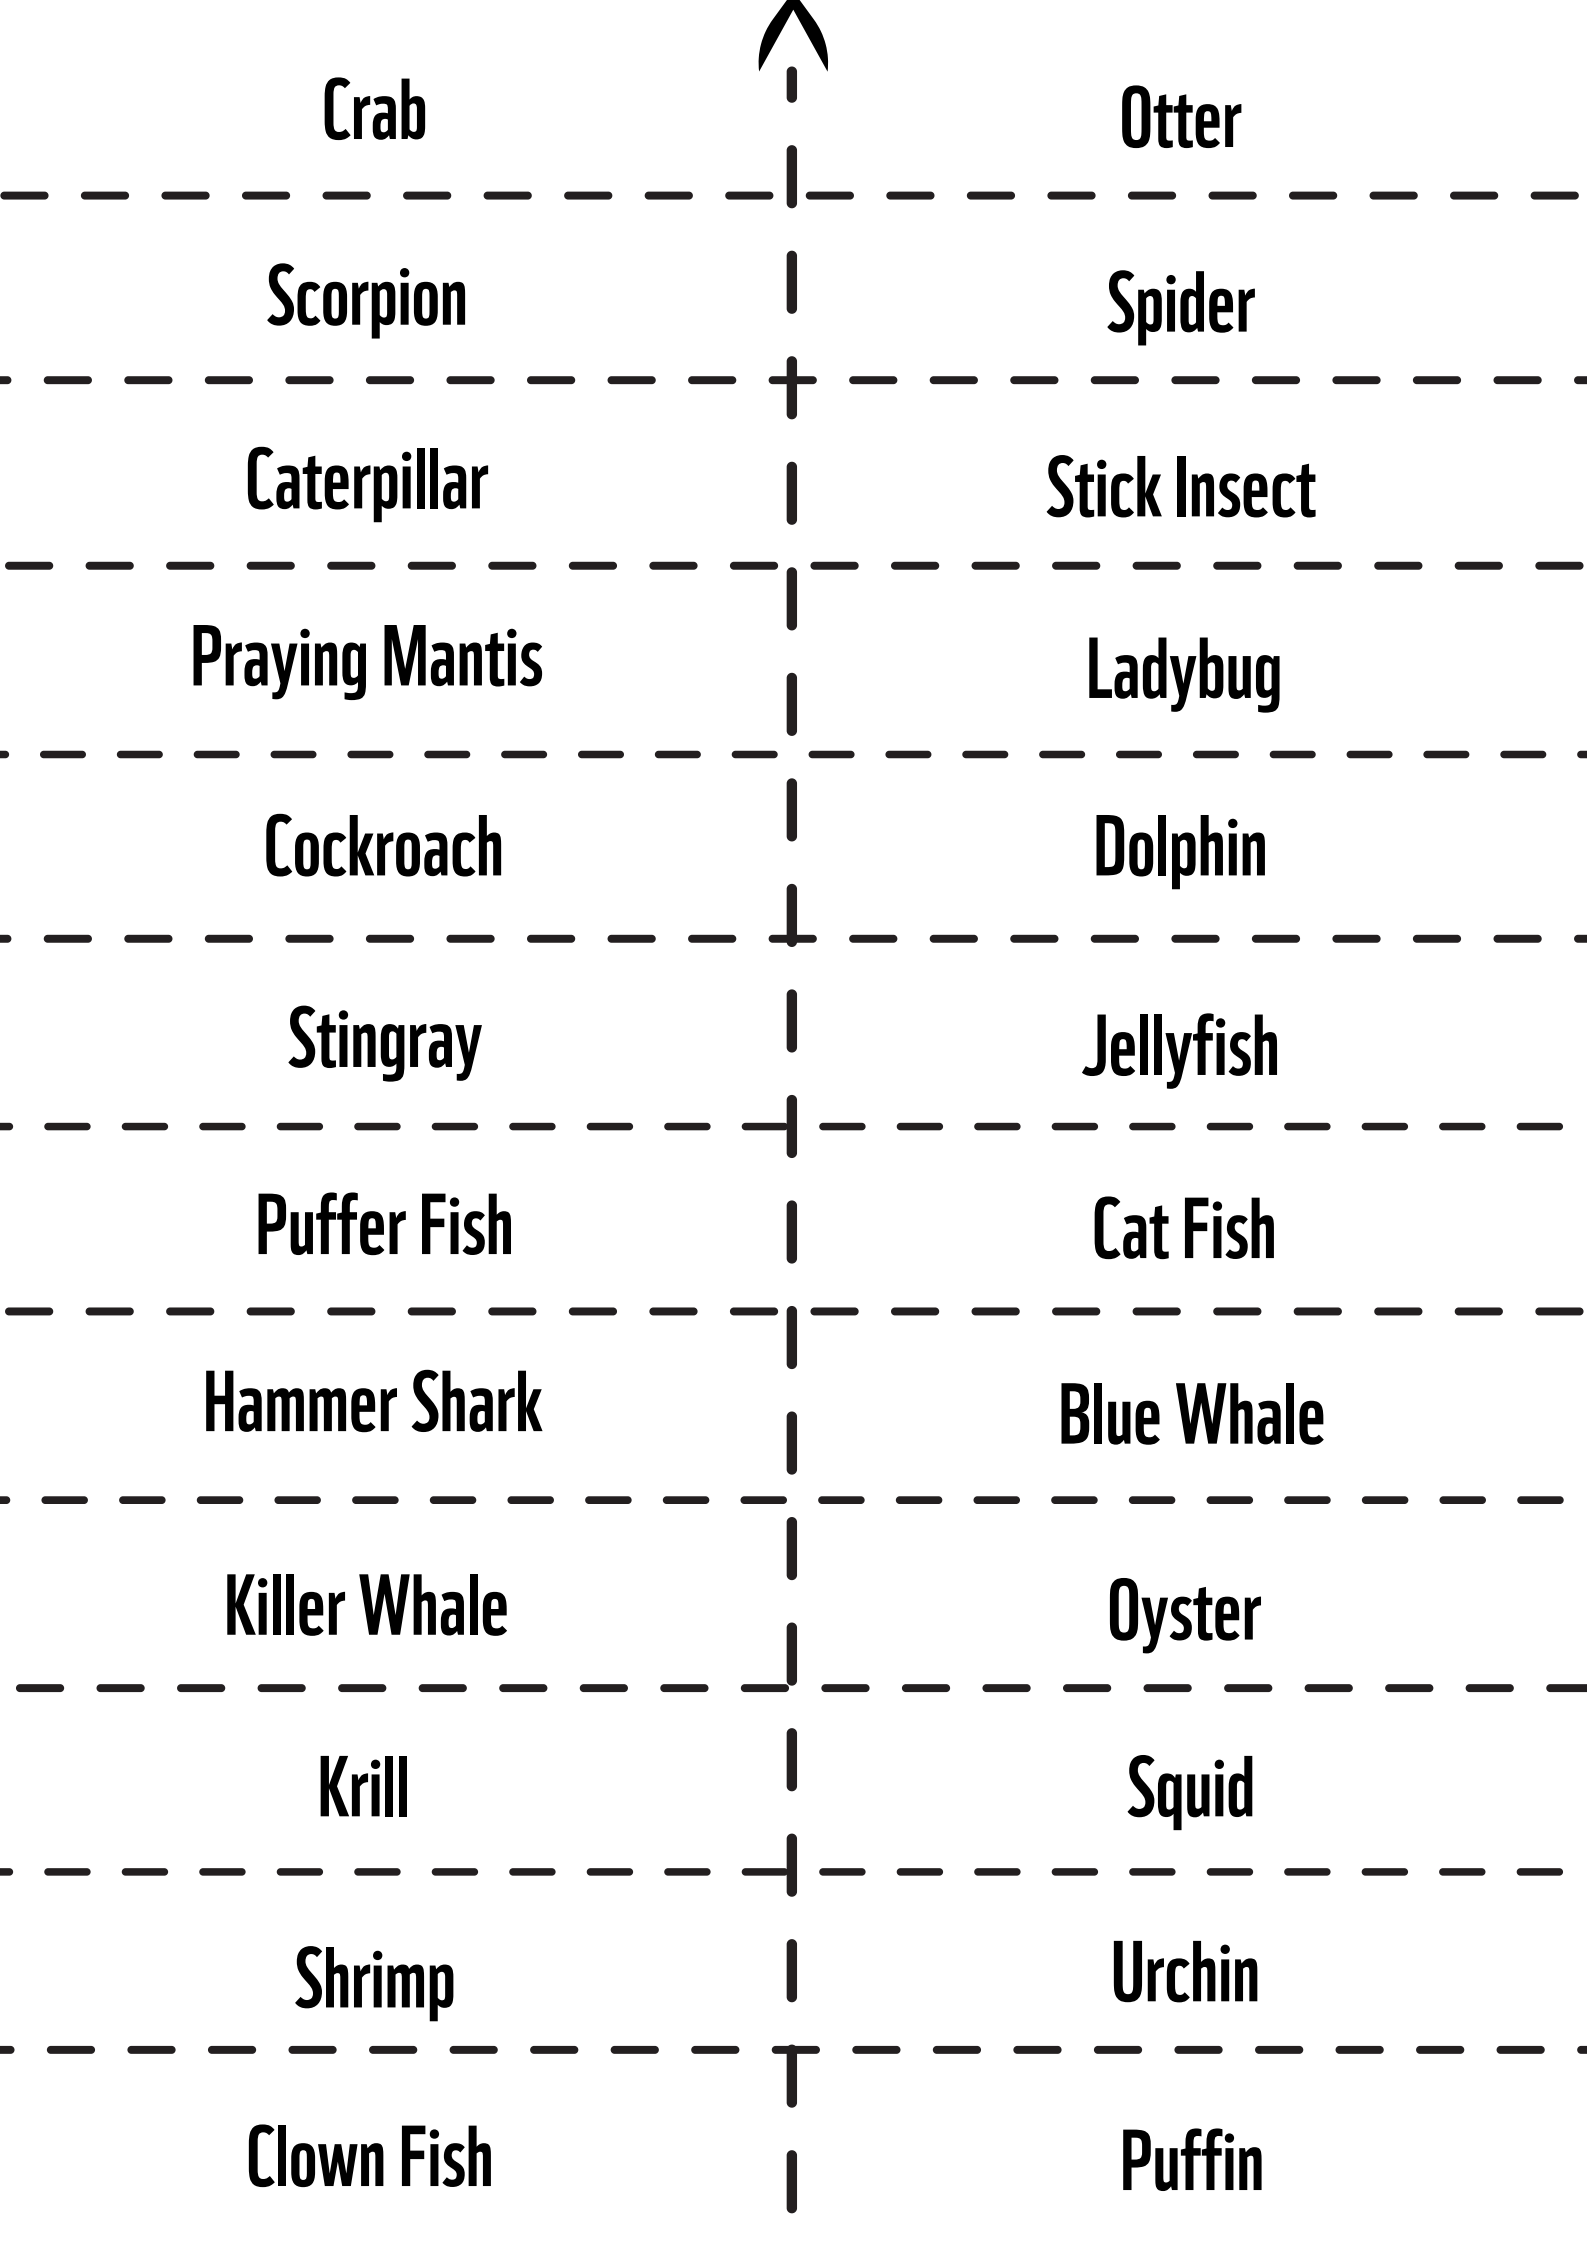 Crab
Otter
Scorpion
Spider
Caterpillar
Stick Insect
Praying Mantis
Ladybug
Cockroach
Dolphin
Stingray
Jellyfish
Puffer Fish
Cat Fish
Hammer Shark
Blue Whale
Killer Whale
Oyster
Krill
Squid
Shrimp
Urchin
Clown Fish
Puffin